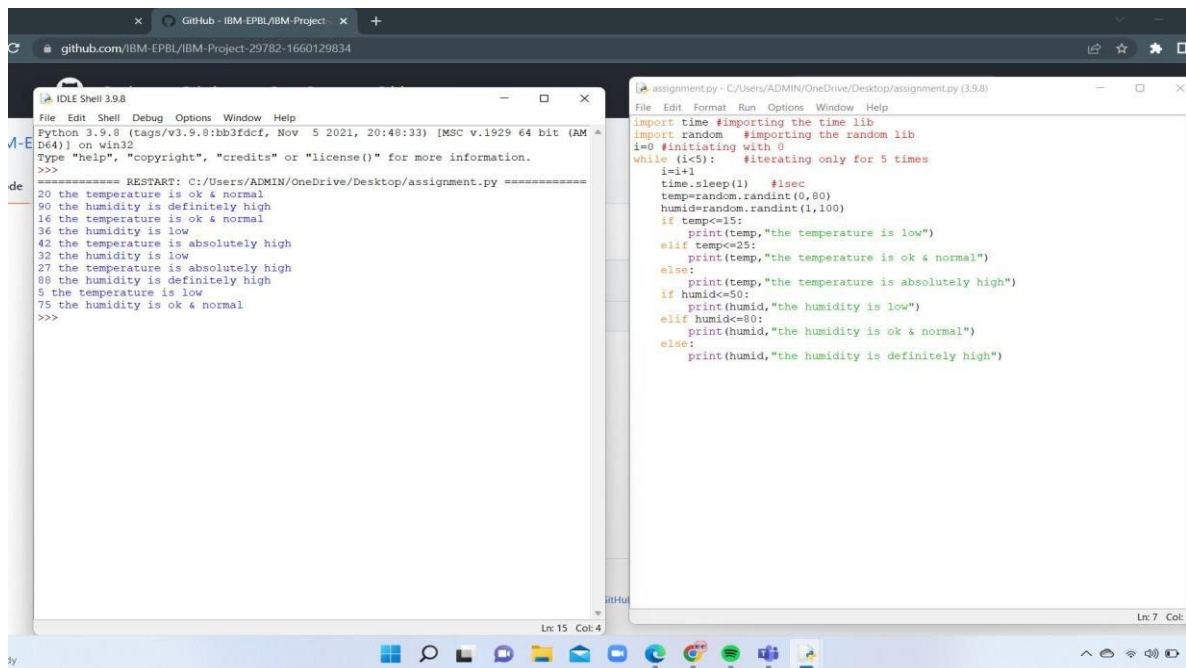 GitHub - IBM-EPBL/IBM-Project-
github.com/IBM-EPBL/IBM-Project-29782-1660129834
IDLE Shell 3.9.8
File Edit Shell Debug Options Window Help
Python 3.9.8 (tags/v3.9.8:bb3fdcf, Nov 5 2021, 20:48:33) [MSC v.1929 64 bit (AM
D64)] on win32
Type "help", "copyright", "credits" or "license()" for more information.
>>>
============ RESTART: C:/Users/ADMIN/OneDrive/Desktop/assignment.py ============
20 the temperature is ok & normal
90 the humidity is definitely high
16 the temperature is ok & normal
36 the humidity is low
42 the temperature is absolutely high
32 the humidity is low
27 the temperature is absolutely high
88 the humidity is definitely high
5 the temperature is low
75 the humidity is ok & normal
>>>
Ln: 15 Col: 4
assignment.py - C:/Users/ADMIN/OneDrive/Desktop/assignment.py (3.9.8)
File Edit Format Run Options Window Help
import time #importing the time lib
import random #importing the random lib
i=0 #initiating with 0
while (i<5): #iterating only for 5 times
i=i+1
time.sleep(1) #1sec
temp=random.randint(0,80)
humid=random.randint(1,100)
if temp<=15:
print(temp,"the temperature is low")
elif temp<=25:
print(temp,"the temperature is ok & normal")
else:
print(temp,"the temperature is absolutely high")
if humid<=50:
print(humid,"the humidity is low")
elif humid<=80:
print(humid,"the humidity is ok & normal")
else:
print(humid,"the humidity is definitely high")
Ln: 7 Col: